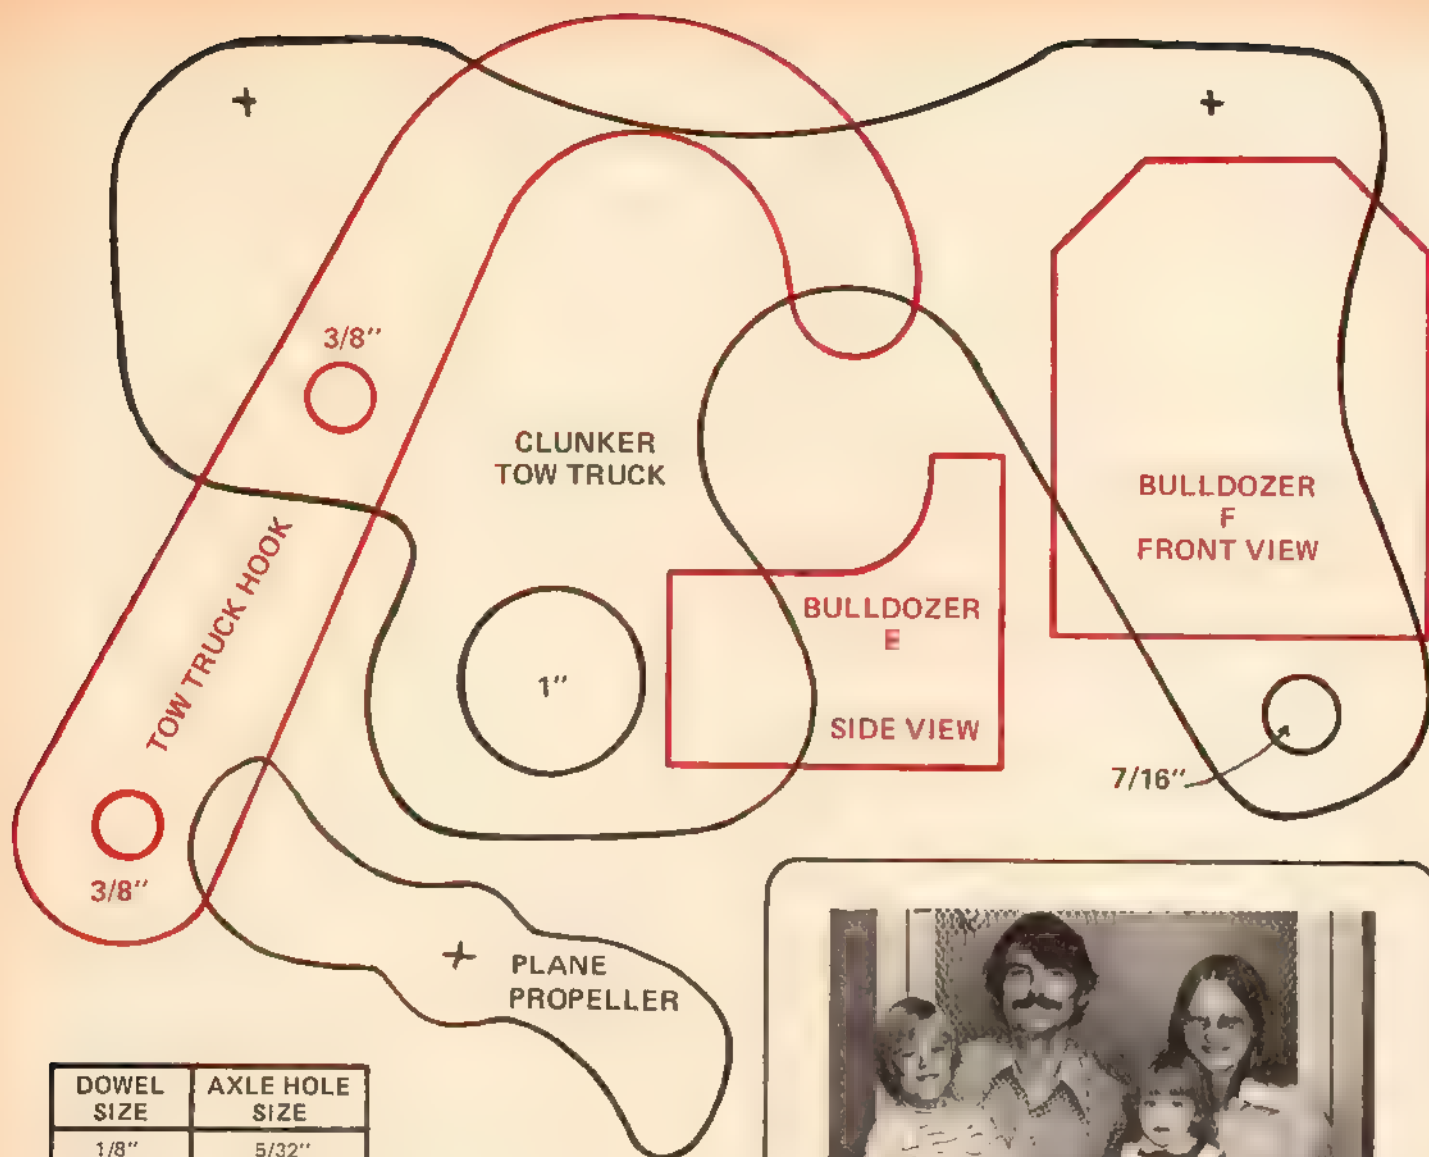 3/8"
CLUNKER
TOW TRUCK
BULLDOZER
F
FRONT VIEW
TOW TRUCK HOOK
BULLDOZER
E
SIDE VIEW
1"
7/16"
3/8"
PLANE
PROPELLER
DOWEL
SIZE
AXLE HOLE
SIZE
1/8"
5/32"